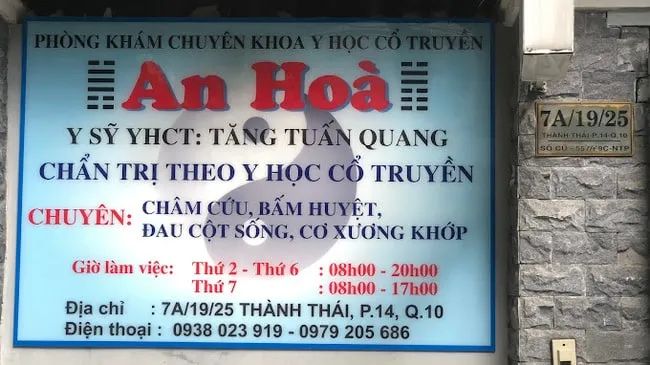 PHÒNG KHÁM CHUYÊN KHOA Y HỌC CỔ TRUYỀN
An Hoà
Y SỸ YHCT: TĂNG TUẤN QUANG
CHẨN TRỊ THEO Y HỌC CỔ TRUYỀN
CHUYÊN: CHÂM CỨU, BẤM HUYỆT,
ĐAU CỘT SỐNG, CƠ XƯƠNG KHỚP
Giờ làm việc: Thứ 2 - Thứ 6 : 08h00 - 20h00
Thứ 7 : 08h00 - 17h00
Địa chỉ : 7A/19/25 THÀNH THÁI, P.14, Q.10
Điện thoại : 0938 023 919 - 0979 205 686
7A/19/25
THÀNH THÁI-P.14-Q.10
SỐ CŨ